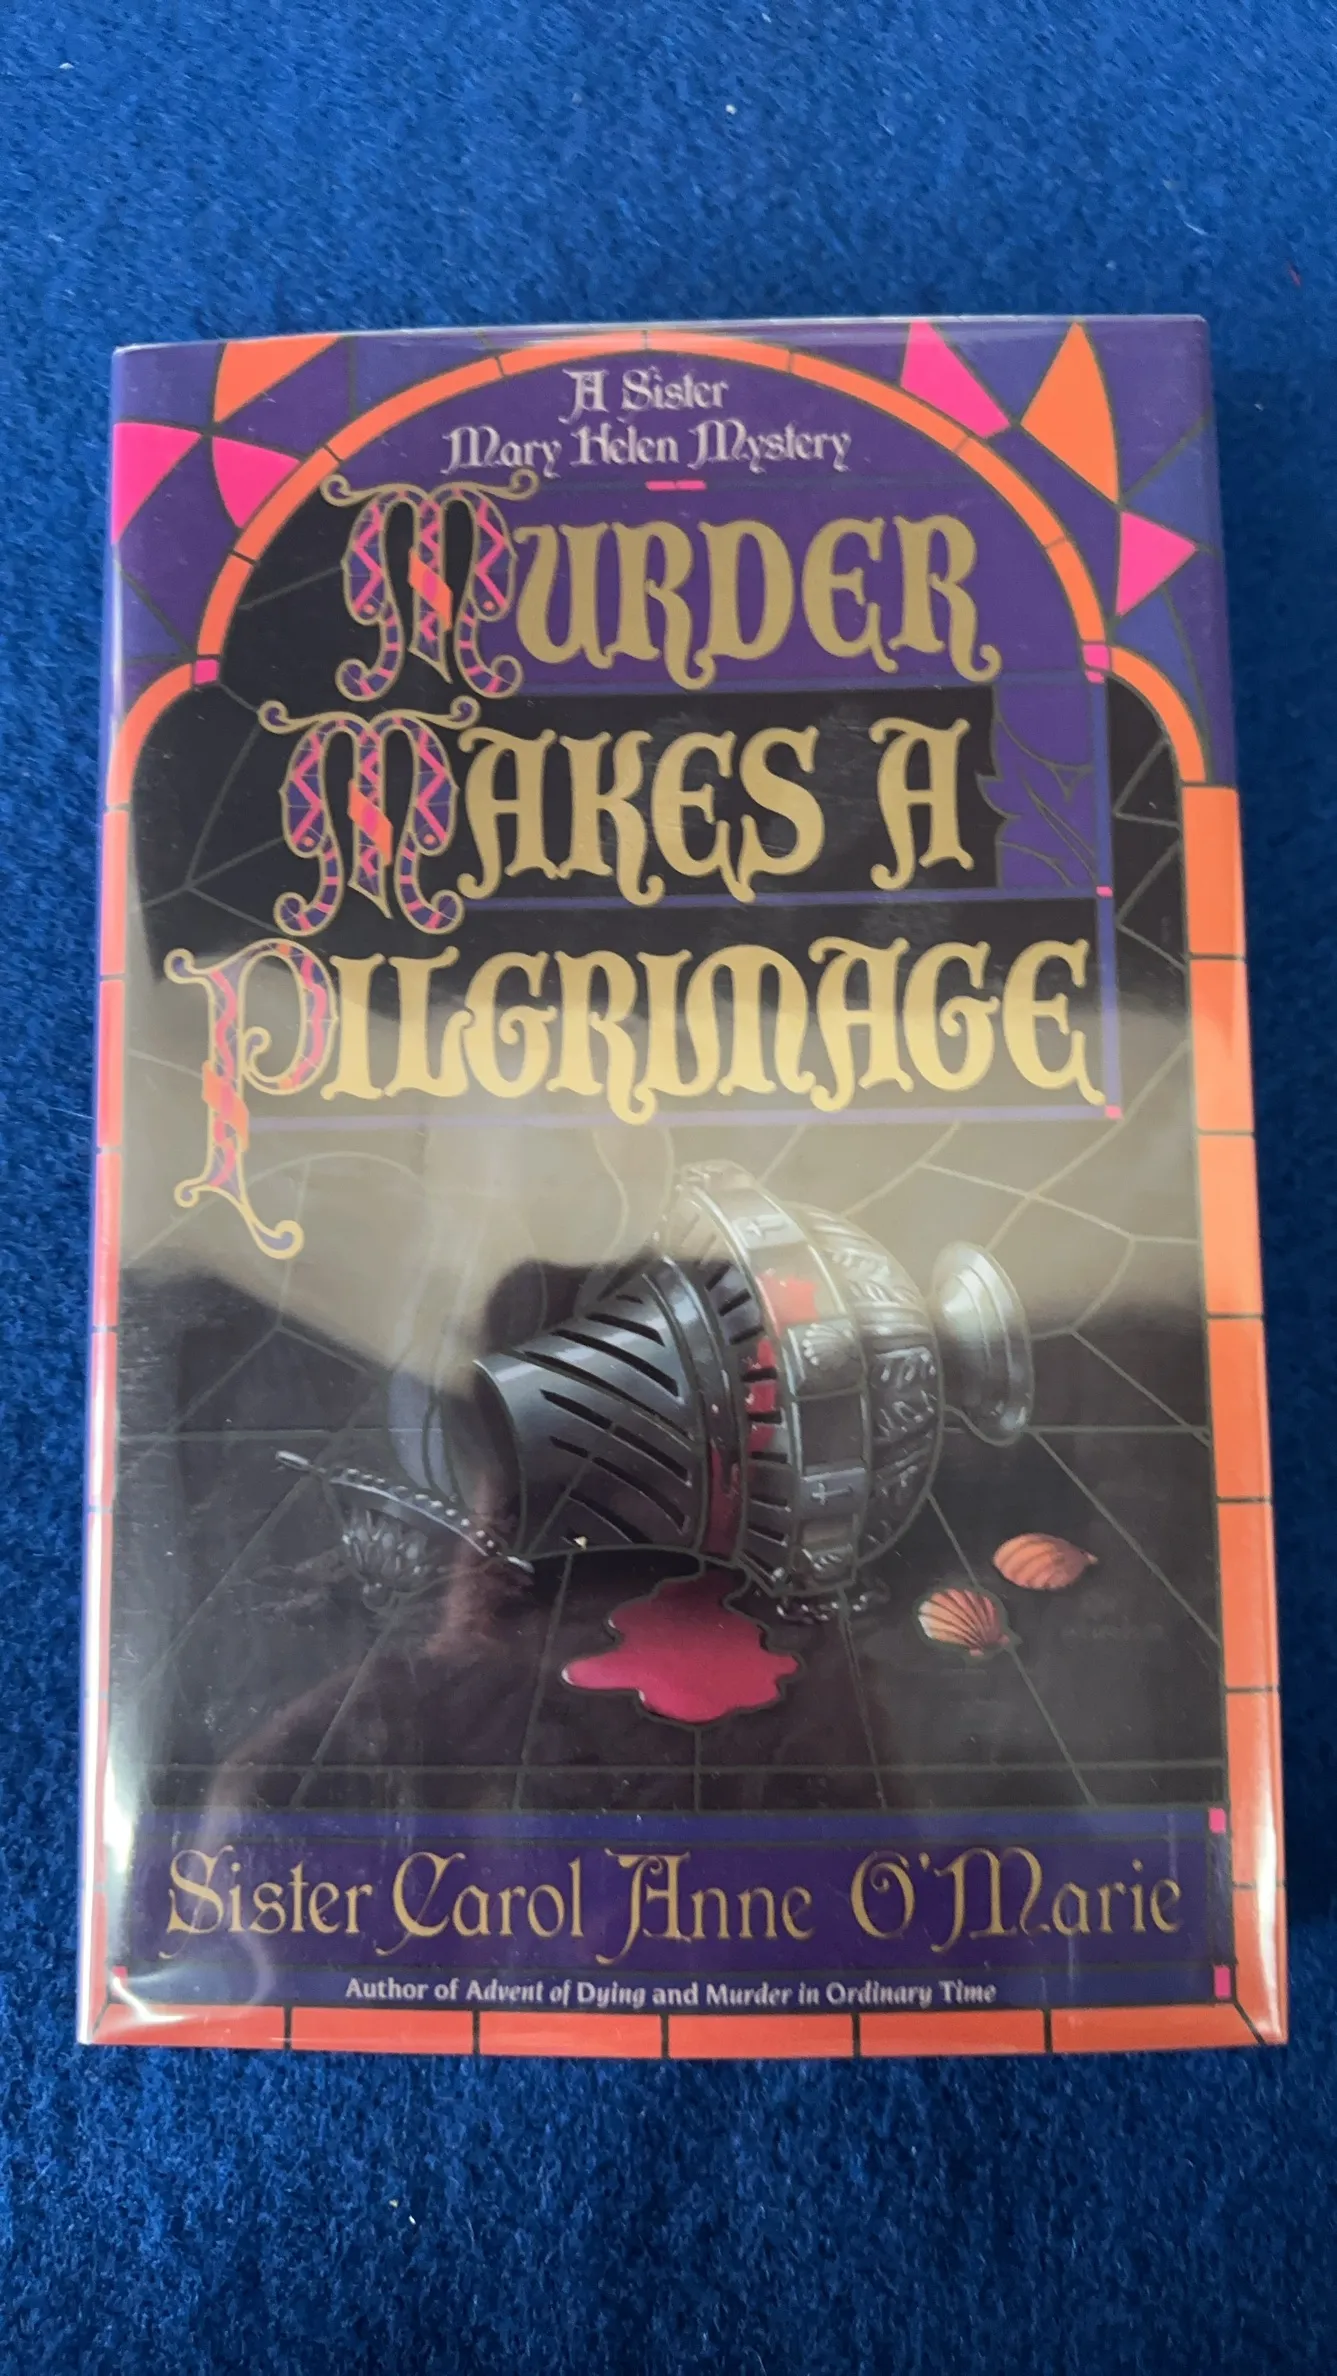 A Sister
Mary Helen Mystery
MURDER
MAKES A
PILGRIMAGE
Sister Carol Anne O'Marie
Author of Advent of Dying and Murder in Ordinary Time